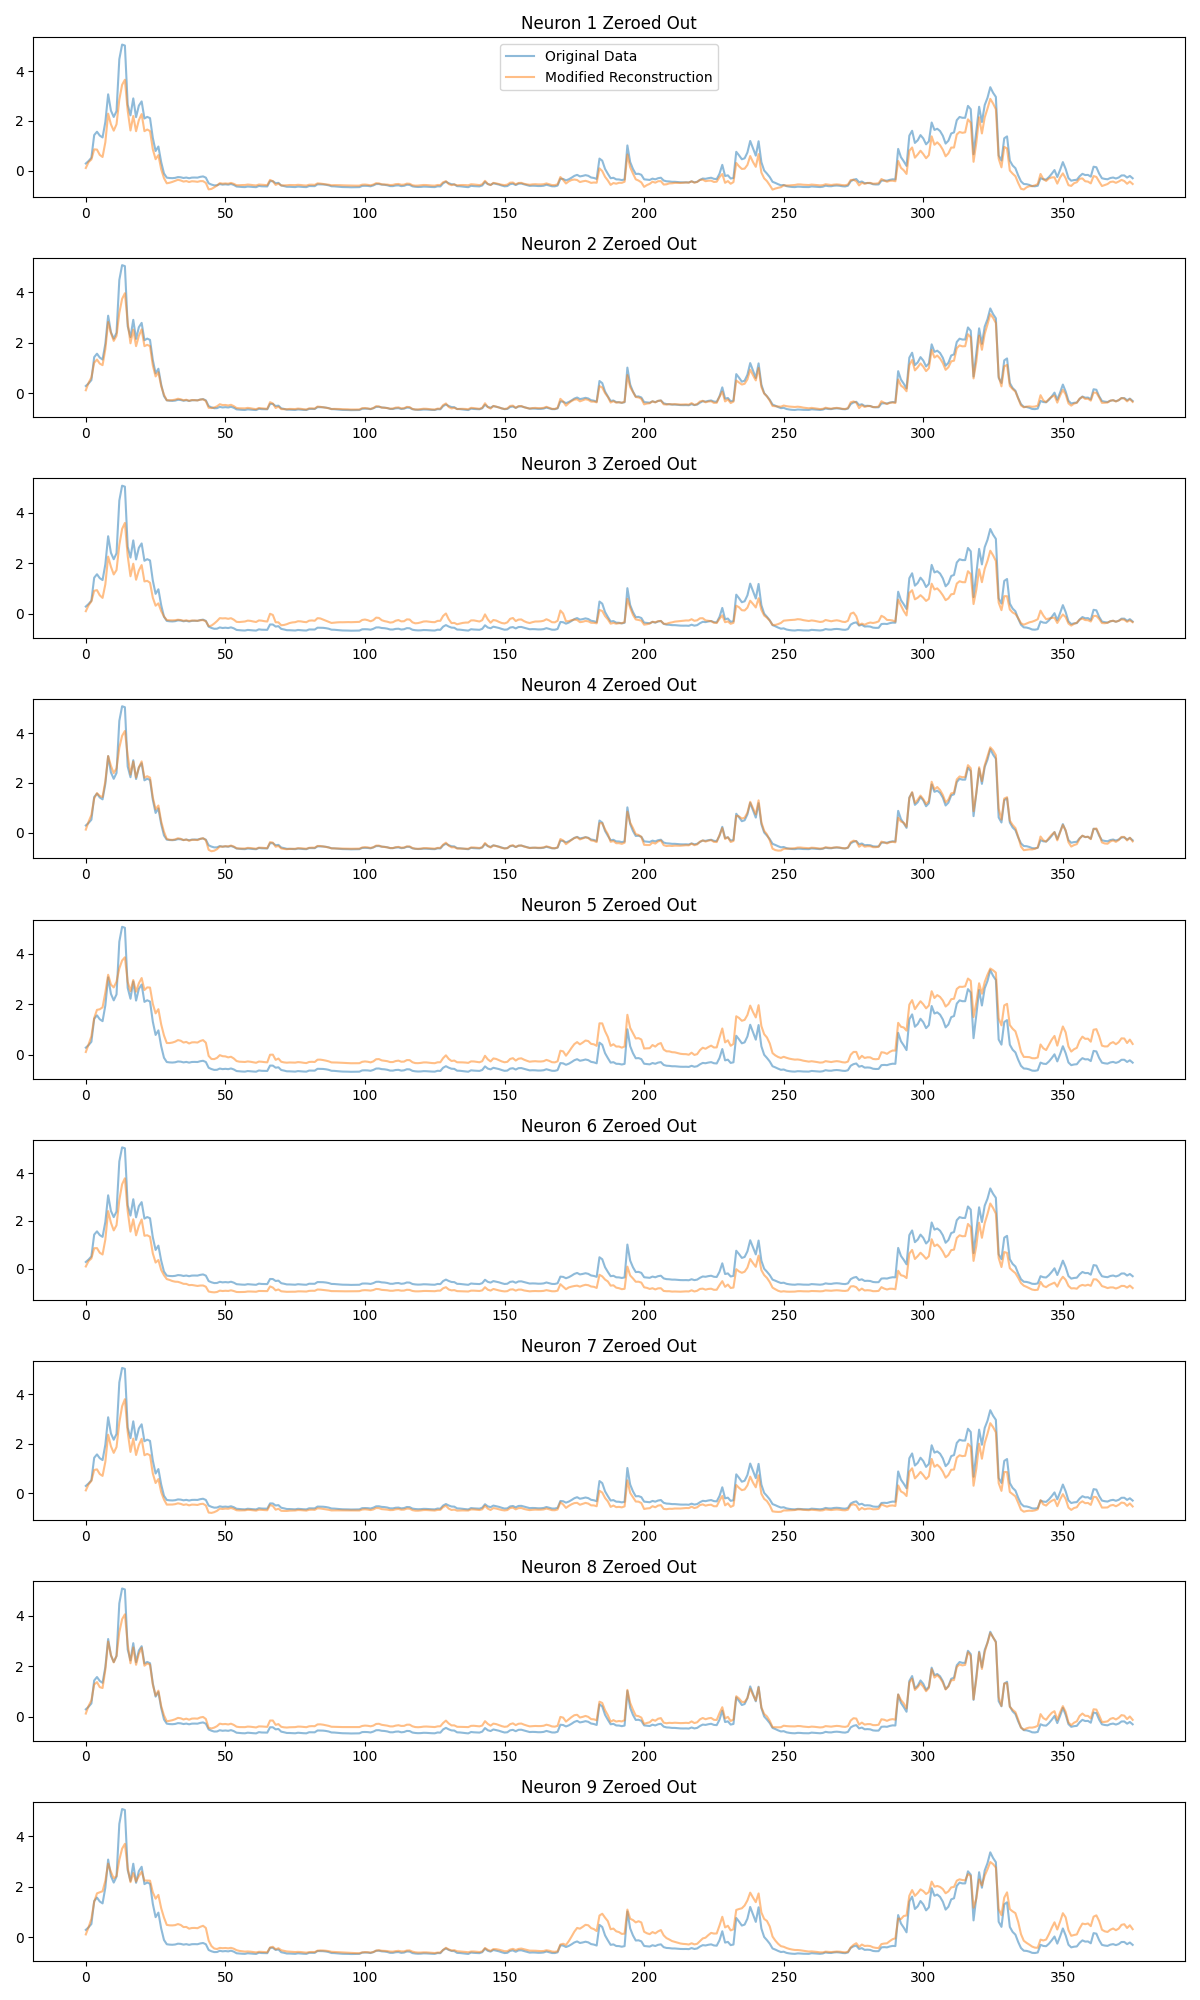 Neuron 1 Zeroed Out
Original Data
Modified Reconstruction
4
2
0
0 50 100 150 200 250 300 350
Neuron 2 Zeroed Out
4
2
0
0 50 100 150 200 250 300 350
Neuron 3 Zeroed Out
4
2
0
0 50 100 150 200 250 300 350
Neuron 4 Zeroed Out
4
2
0
0 50 100 150 200 250 300 350
Neuron 5 Zeroed Out
4
2
0
0 50 100 150 200 250 300 350
Neuron 6 Zeroed Out
4
2
0
0 50 100 150 200 250 300 350
Neuron 7 Zeroed Out
4
2
0
0 50 100 150 200 250 300 350
Neuron 8 Zeroed Out
4
2
0
0 50 100 150 200 250 300 350
Neuron 9 Zeroed Out
4
2
0
0 50 100 150 200 250 300 350